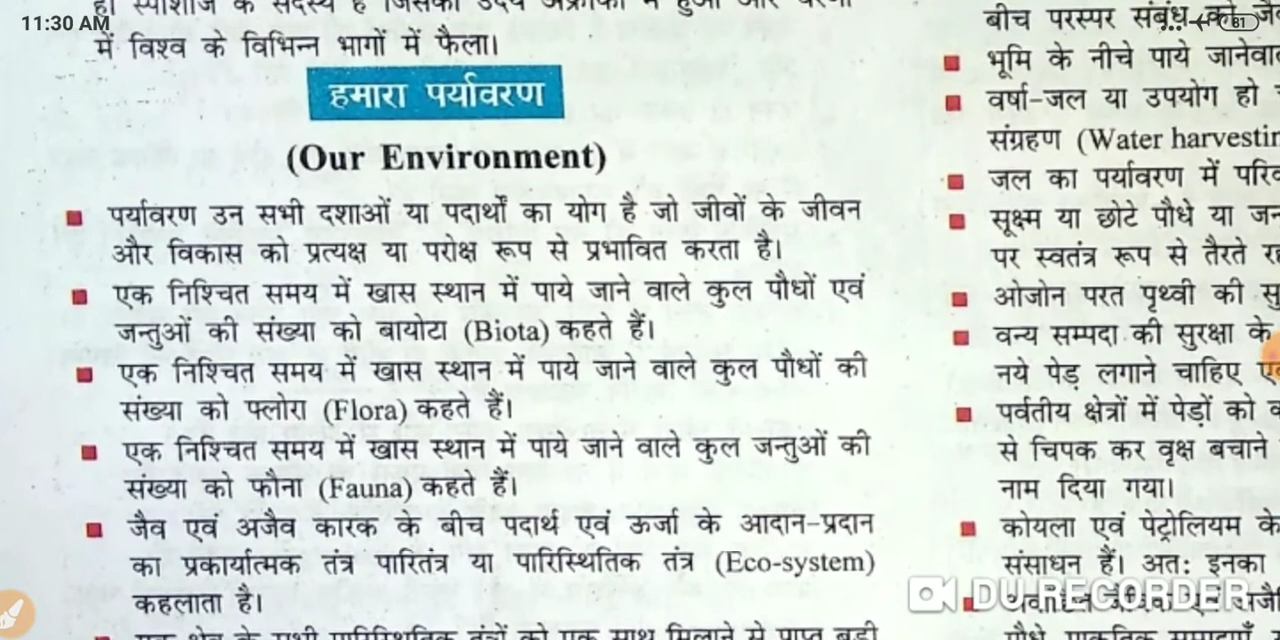 11:30 AM
61
में विश्व के विभिन्न भागों में फैला।
हमारा पर्यावरण
(Our Environment)
पर्यावरण उन सभी दशाओं या पदार्थों का योग है जो जीवों के जीवन
और विकास को प्रत्यक्ष या परोक्ष रूप से प्रभावित करता है।
एक निश्चित समय में खास स्थान में पाये जाने वाले कुल पौधों एवं
जन्तुओं की संख्या को बायोटा (Biota) कहते हैं।
एक निश्चित समय में खास स्थान में पाये जाने वाले कुल पौधों की
संख्या को फ्लोरा (Flora) कहते हैं।
एक निश्चित समय में खास स्थान में पाये जाने वाले कुल जन्तुओं की
संख्या को फौना (Fauna) कहते हैं।
जैव एवं अजैव कारक के बीच पदार्थ एवं ऊर्जा के आदान-प्रदान
का प्रकार्यात्मक तंत्र पारितंत्र या पारिस्थितिक तंत्र (Eco-system)
कहलाता है।
बीच परस्पर संबंध को
भूमि के नीचे पाये
वर्षा-जल या उपयोग हो
संग्रहण (Water
जल का पर्यावरण में
सूक्ष्म या छोटे पौधे या
पर स्वतंत्र रूप से तैरते
ओजोन परत पृथ्वी की
वन्य सम्पदा की सुरक्षा के
नये पेड़ लगाने चाहिए
पर्वतीय क्षेत्रों में पेड़ों को
से चिपक कर वृक्ष बचाने
नाम दिया गया।
कोयला एवं पेट्रोलियम के
संसाधन हैं। अत: इनका
DU RECORDER